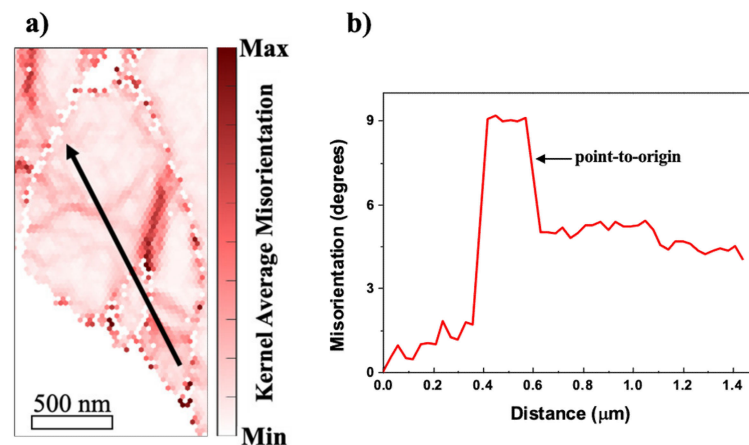 a)
Max
Kernel Average Misorientation
Min
500 nm
b)
Misorientation (degrees)
9
6
3
0
point-to-origin
0.0 0.2 0.4 0.6 0.8 1.0 1.2 1.4
Distance (μm)